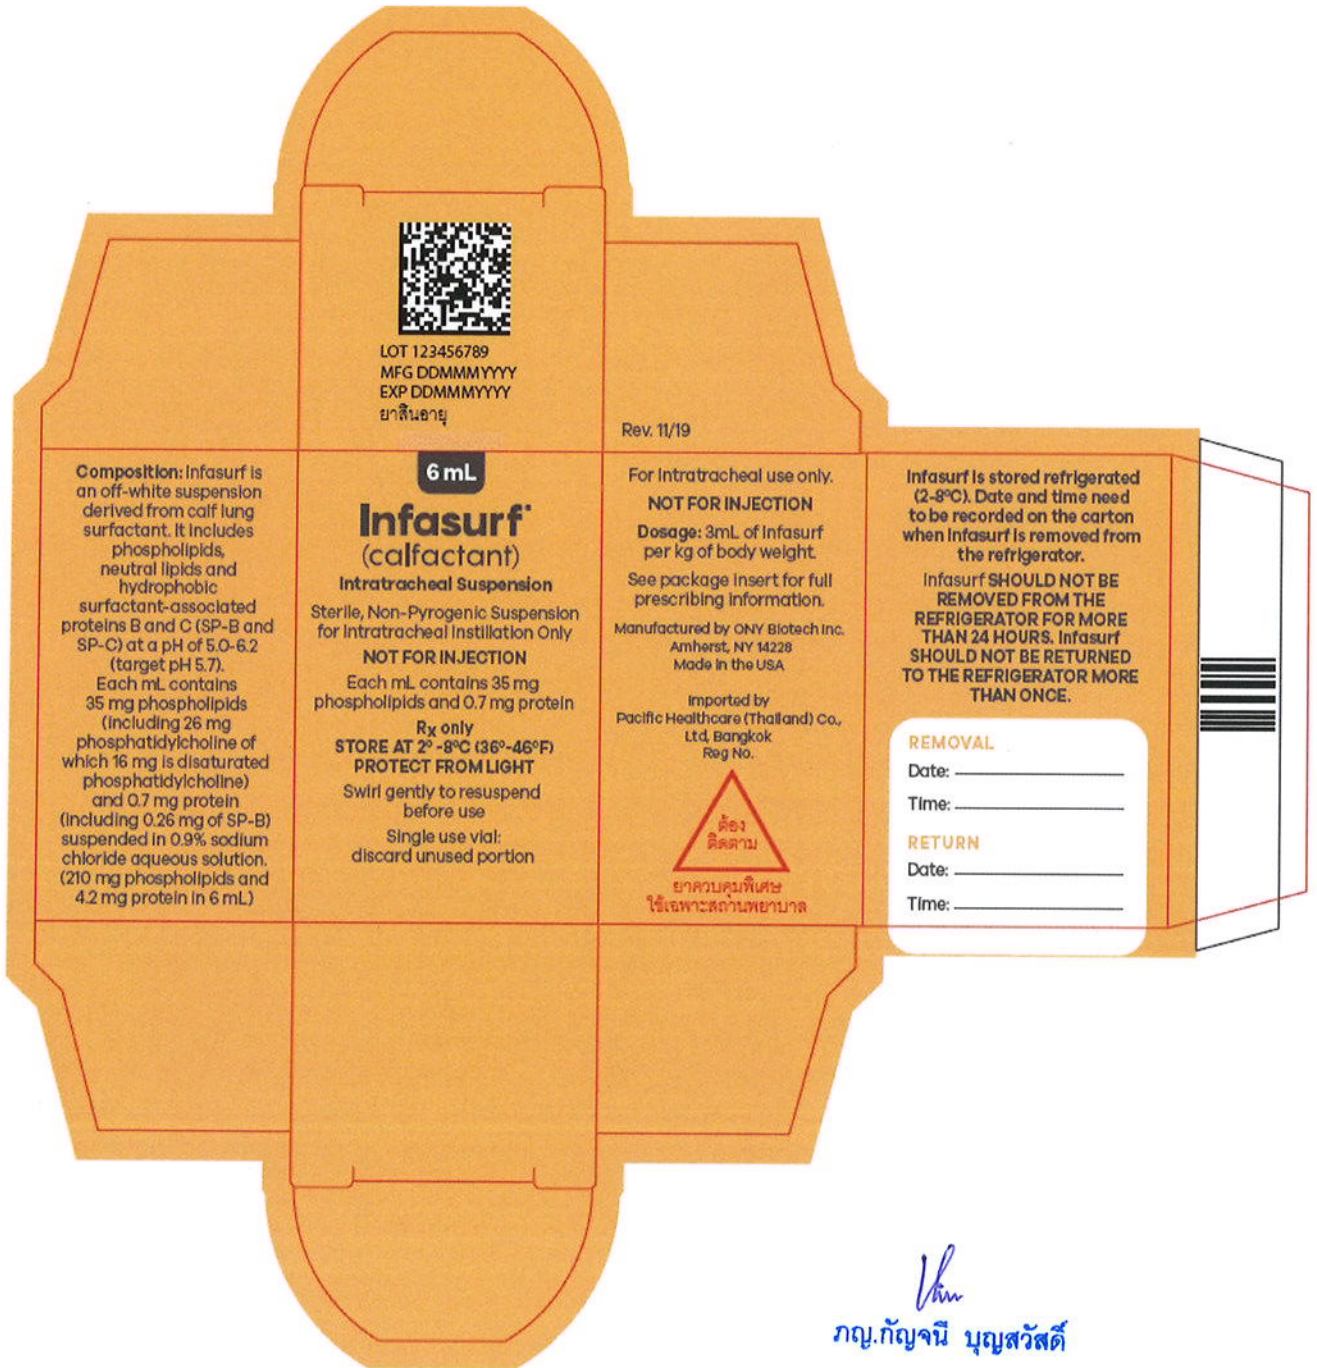 LOT 123456789
MFG DDMMMYYYY
EXP DDMMMYYYY
ยาสิ้นอายุ
Rev. 11/19
Composition: Infasurf is
an off-white suspension
derived from calf lung
surfactant. It includes
phospholipids,
neutral lipids and
hydrophobic
surfactant-associated
proteins B and C (SP-B and
SP-C) at a pH of 5.0-6.2
(target pH 5.7).
Each mL contains
35 mg phospholipids
(including 26 mg
phosphatidylcholine of
which 16 mg is disaturated
phosphatidylcholine)
and 0.7 mg protein
(including 0.26 mg of SP-B)
suspended in 0.9% sodium
chloride aqueous solution.
(210 mg phospholipids and
4.2 mg protein in 6 mL)
6 mL
Infasurf®
(calfactant)
Intratracheal Suspension
Sterile, Non-Pyrogenic Suspension
for Intratracheal Instillation Only
NOT FOR INJECTION
Each mL contains 35 mg
phospholipids and 0.7 mg protein
Rx only
STORE AT 2º -8ºC (36º-46ºF)
PROTECT FROM LIGHT
Swirl gently to resuspend
before use
Single use vial:
discard unused portion
For intratracheal use only.
NOT FOR INJECTION
Dosage: 3mL of Infasurf
per kg of body weight.
See package insert for full
prescribing information.
Manufactured by ONY Biotech Inc.
Amherst, NY 14228
Made in the USA
Imported by
Pacific Healthcare (Thailand) Co.,
Ltd, Bangkok
Reg No.
ต้อง
ติดตาม
ยาควบคุมพิเศษ
ใช้เฉพาะสถานพยาบาล
Infasurf is stored refrigerated
(2-8ºC). Date and time need
to be recorded on the carton
when Infasurf is removed from
the refrigerator.
Infasurf SHOULD NOT BE
REMOVED FROM THE
REFRIGERATOR FOR MORE
THAN 24 HOURS. Infasurf
SHOULD NOT BE RETURNED
TO THE REFRIGERATOR MORE
THAN ONCE.
REMOVAL
Date:
Time:
RETURN
Date:
Time:
ภญ.กัญจนี บุญสวัสดิ์